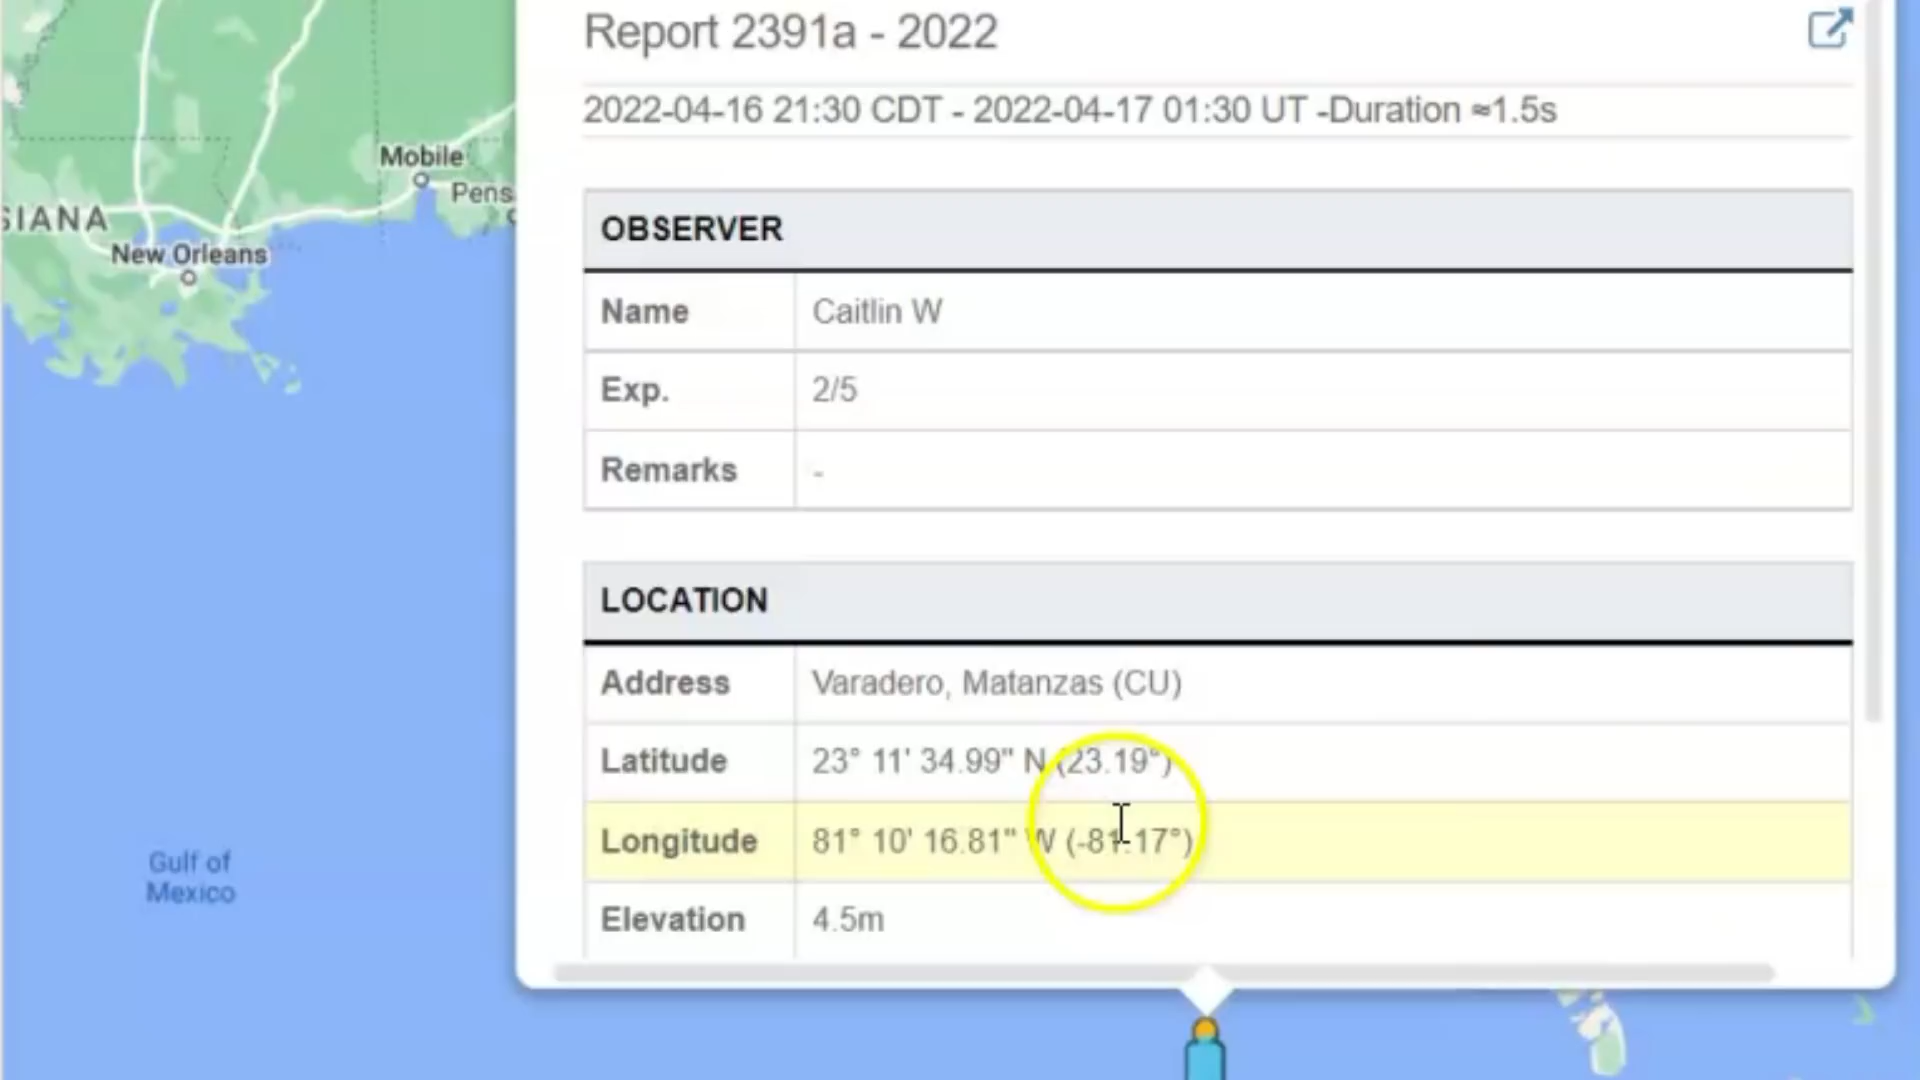 Report 2391a - 2022
2022-04-16 21:30 CDT - 2022-04-17 01:30 UT -Duration ≈1.5s
OBSERVER
Name Caitlin W
Exp. 2/5
Remarks -
LOCATION
Address Varadero, Matanzas (CU)
Latitude 23° 11' 34.99" N (23.19°)
Longitude 81° 10' 16.81" W (-81.17°)
Elevation 4.5m
Mobile
Pens
SIANA
New Orleans
Gulf of
Mexico